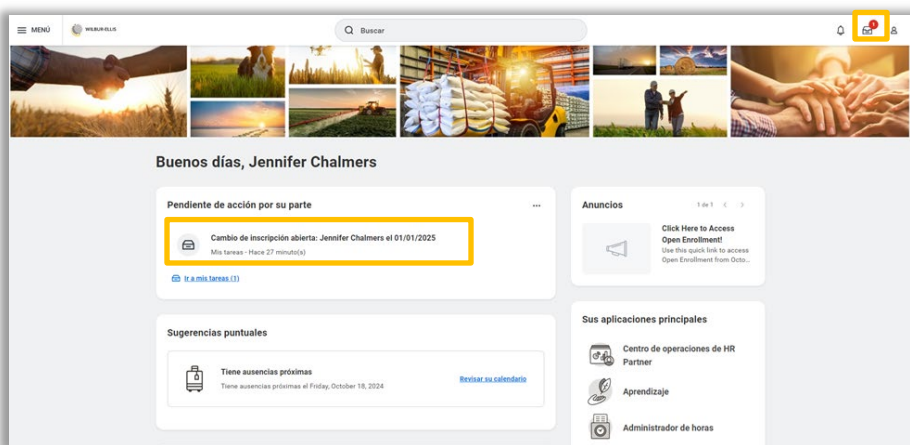 MENÚ
WILBUR-ELLIS
Buscar
1
Buenos días, Jennifer Chalmers
Pendiente de acción por su parte
Cambio de inscripción abierta: Jennifer Chalmers el 01/01/2025
Mis tareas - Hace 27 minuto(s)
Ir a mis tareas (1)
Anuncios
1 de 1
Click Here to Access
Open Enrollment!
Use this quick link to access
Open Enrollment from Octo...
Sugerencias puntuales
Tiene ausencias próximas
Tiene ausencias próximas el Friday, October 18, 2024
Revisar su calendario
Sus aplicaciones principales
Centro de operaciones de HR
Partner
Aprendizaje
Administrador de horas